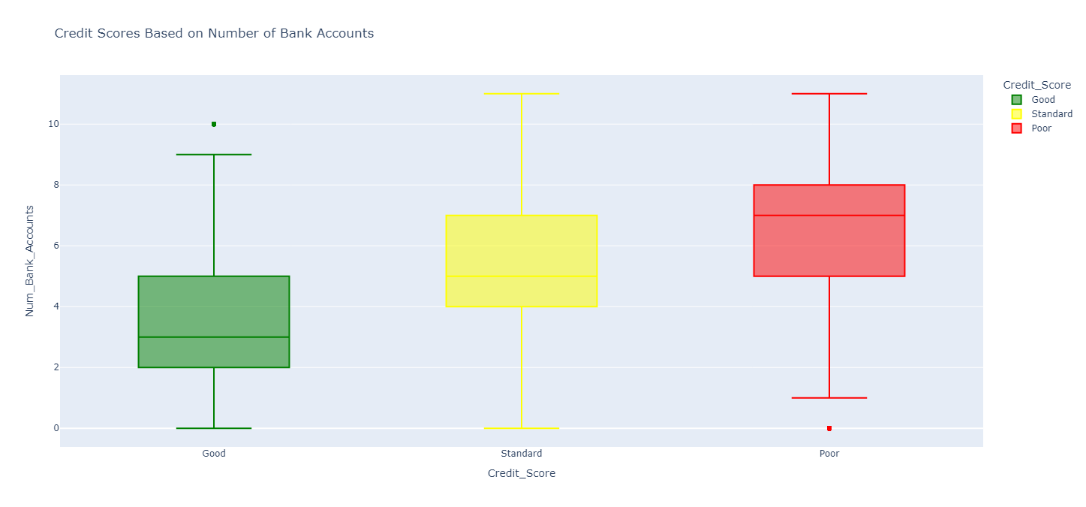 Credit Scores Based on Number of Bank Accounts
Credit_Score
Good
Standard
Poor
Num_Bank_Accounts
10
8
6
4
2
0
Good Standard Poor
Credit_Score